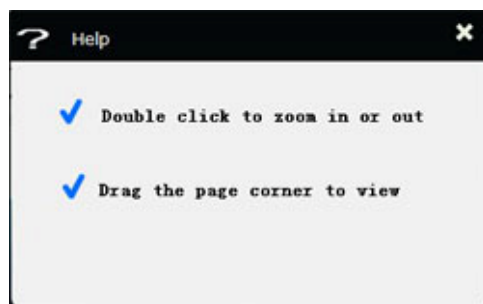 Help
Double click to zoom in or out
Drag the page corner to view